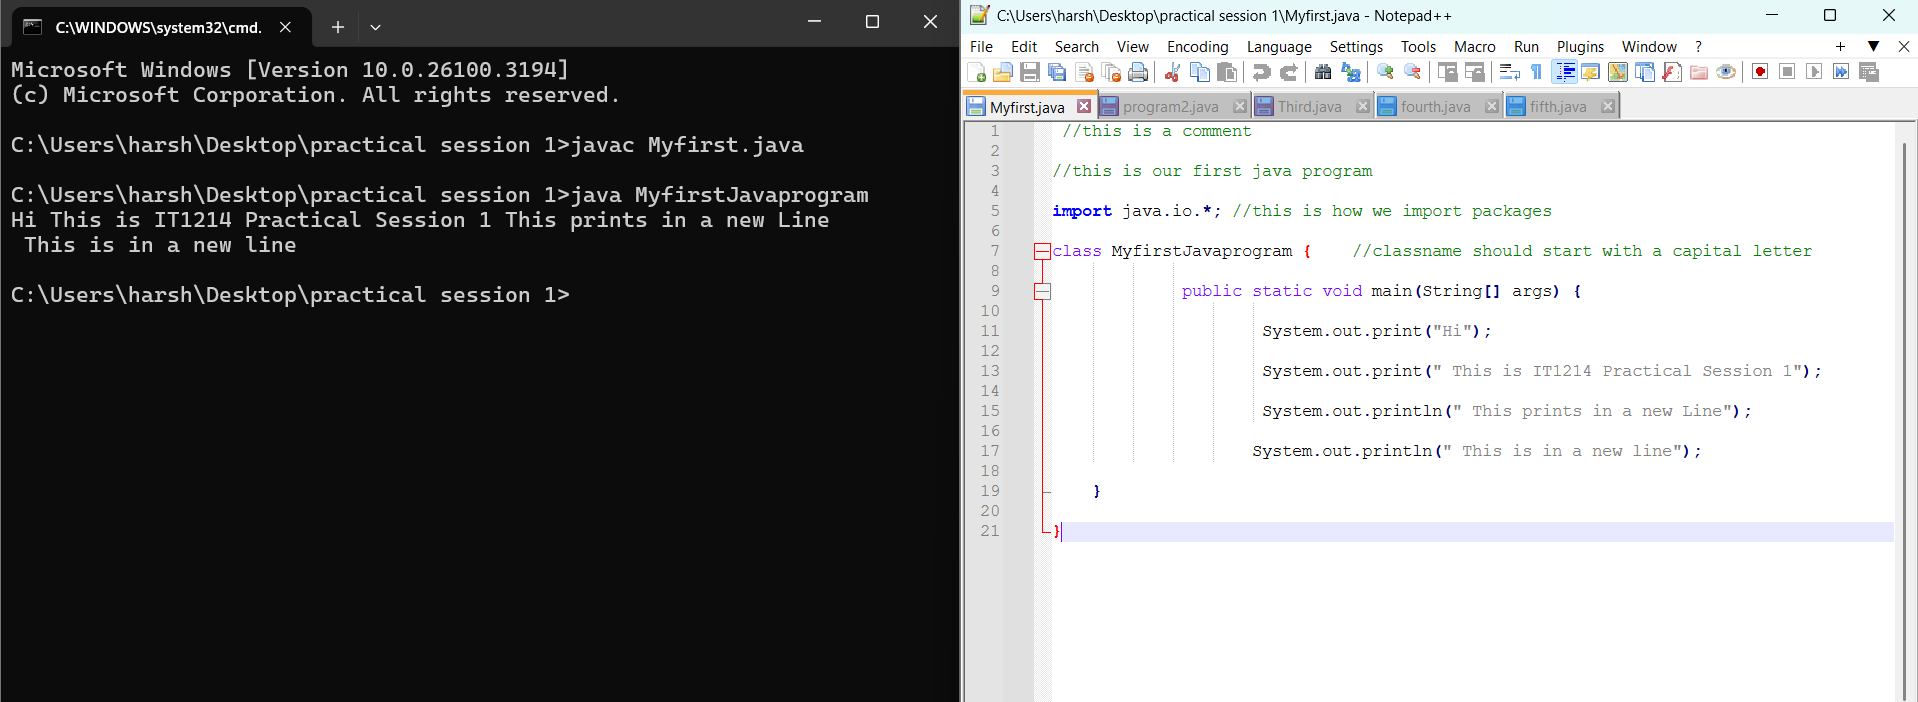 C:\WINDOWS\system32\cmd.
Microsoft Windows [Version 10.0.26100.3194]
(c) Microsoft Corporation. All rights reserved.
C:\Users\harsh\Desktop\practical session 1>javac Myfirst.java
C:\Users\harsh\Desktop\practical session 1>java MyfirstJavaprogram
Hi This is IT1214 Practical Session 1 This prints in a new Line
 This is in a new line
C:\Users\harsh\Desktop\practical session 1>
C:\Users\harsh\Desktop\practical session 1\Myfirst.java - Notepad++
File Edit Search View Encoding Language Settings Tools Macro Run Plugins Window ?
Myfirst.java program2.java Third.java fourth.java fifth.java
1 //this is a comment
2
3 //this is our first java program
4
5 import java.io.*; //this is how we import packages
6
7 class MyfirstJavaprogram { //classname should start with a capital letter
8
9 public static void main(String[] args) {
10
11 System.out.print("Hi");
12
13 System.out.print(" This is IT1214 Practical Session 1");
14
15 System.out.println(" This prints in a new Line");
16
17 System.out.println(" This is in a new line");
18
19 }
20
21 }